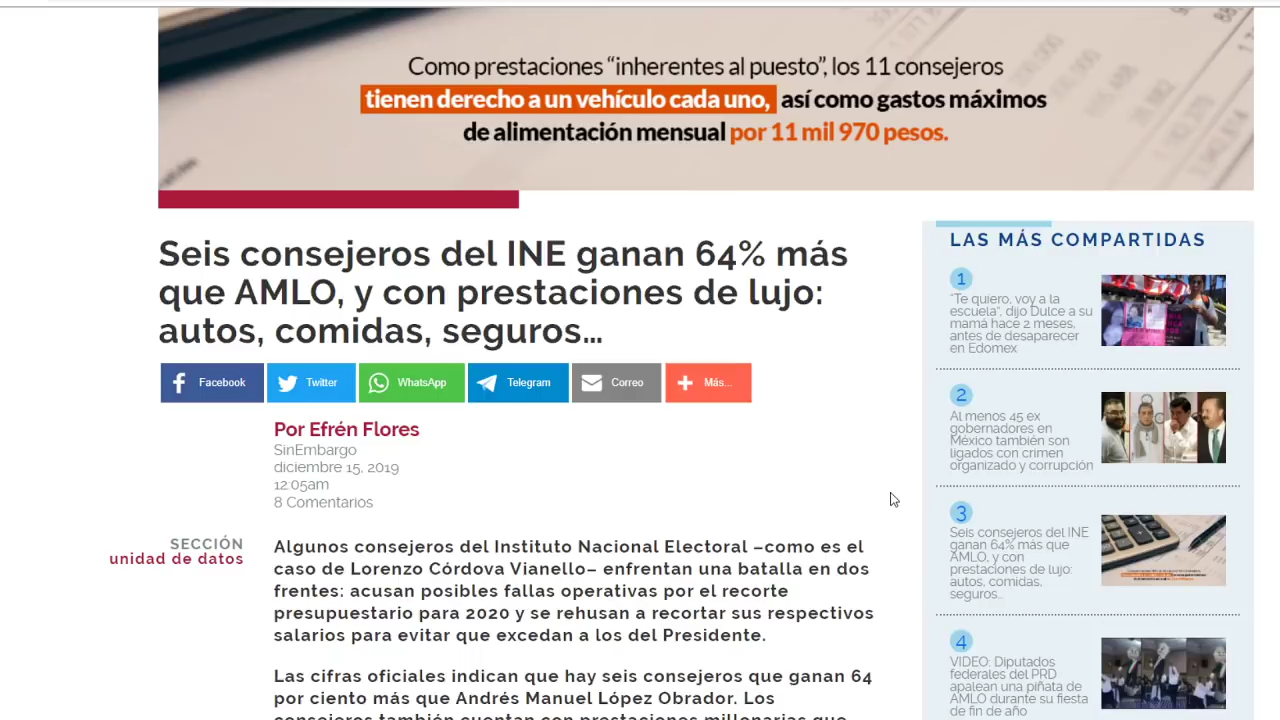 Como prestaciones “inherentes al puesto”, los 11 consejeros
tienen derecho a un vehículo cada uno, así como gastos máximos
de alimentación mensual por 11 mil 970 pesos.
Seis consejeros del INE ganan 64% más
que AMLO, y con prestaciones de lujo:
autos, comidas, seguros…
Facebook
Twitter
WhatsApp
Telegram
Correo
Más...
Por Efrén Flores
SinEmbargo
diciembre 15, 2019
12:05am
8 Comentarios
SECCIÓN
unidad de datos
Algunos consejeros del Instituto Nacional Electoral –como es el
caso de Lorenzo Córdova Vianello– enfrentan una batalla en dos
frentes: acusan posibles fallas operativas por el recorte
presupuestario para 2020 y se rehusan a recortar sus respectivos
salarios para evitar que excedan a los del Presidente.
Las cifras oficiales indican que hay seis consejeros que ganan 64
por ciento más que Andrés Manuel López Obrador. Los
consejeros también cuentan con prestaciones millonarias que
LAS MÁS COMPARTIDAS
1
“Te quiero, voy a la
escuela”, dijo Dulce a su
mamá hace 2 meses,
antes de desaparecer
en Edomex
2
Al menos 45 ex
gobernadores en
México también son
ligados con crimen
organizado y corrupción
3
Seis consejeros del INE
ganan 64% más que
AMLO, y con
prestaciones de lujo:
autos, comidas,
seguros…
4
VIDEO: Diputados
federales del PRD
apalean una piñata de
AMLO durante su fiesta
de fin de año